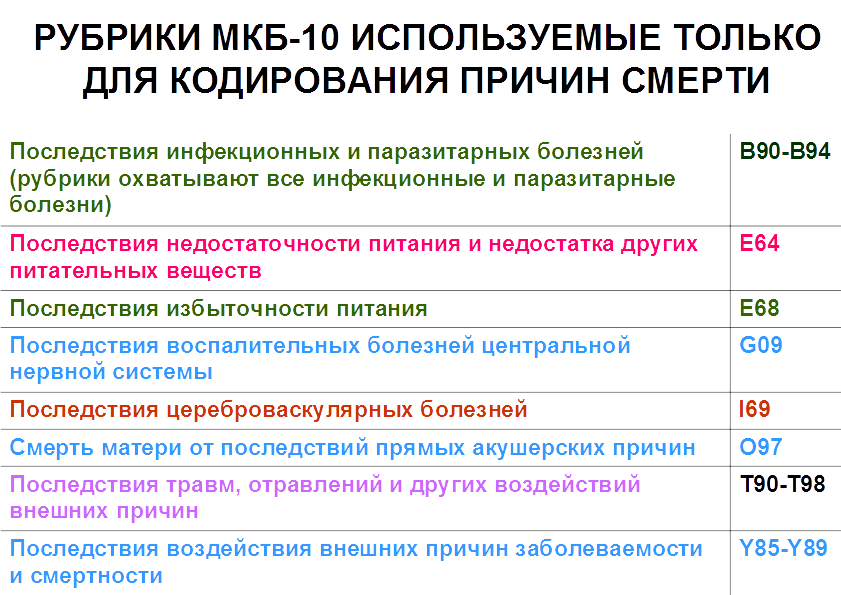 РУБРИКИ МКБ-10 ИСПОЛЬЗУЕМЫЕ ТОЛЬКО
ДЛЯ КОДИРОВАНИЯ ПРИЧИН СМЕРТИ
Последствия инфекционных и паразитарных болезней
(рубрики охватывают все инфекционные и паразитарные
болезни)
B90-B94
Последствия недостаточности питания и недостатка других
питательных веществ
E64
Последствия избыточности питания
E68
Последствия воспалительных болезней центральной
нервной системы
G09
Последствия цереброваскулярных болезней
I69
Смерть матери от последствий прямых акушерских причин
O97
Последствия травм, отравлений и других воздействий
внешних причин
T90-T98
Последствия воздействия внешних причин заболеваемости
и смертности
Y85-Y89